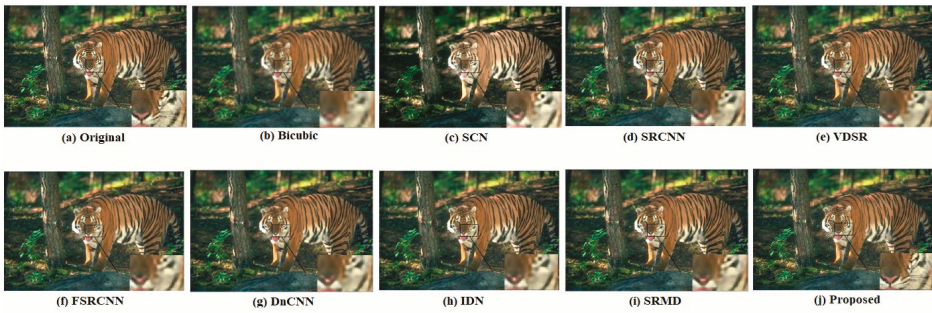 (a) Original
(b) Bicubic
(c) SCN
(d) SRCNN
(e) VDSR
(f) FSRCNN
(g) DnCNN
(h) IDN
(i) SRMD
(j) Proposed